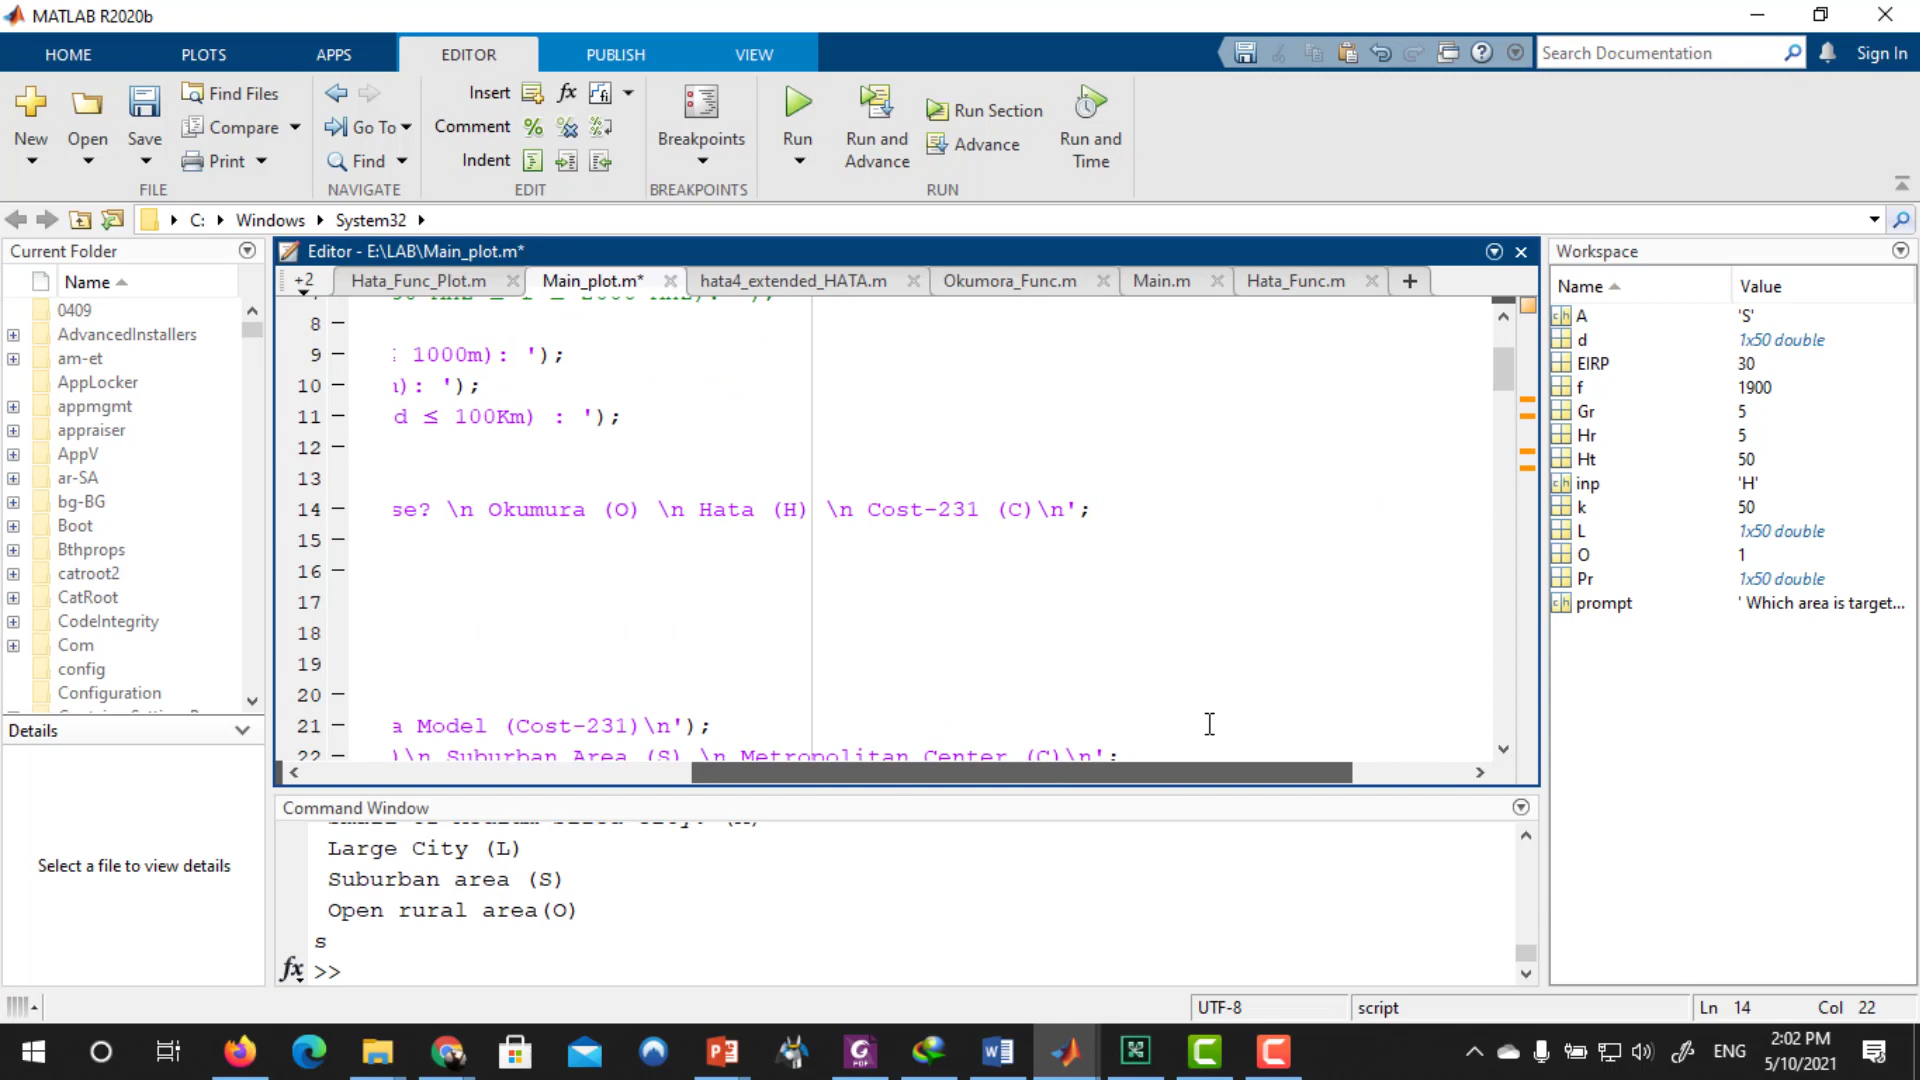 MATLAB R2020b
HOME PLOTS APPS EDITOR PUBLISH VIEW
Search Documentation
Sign In
New
Open
Save
Find Files
Compare
Print
FILE
Go To
Find
NAVIGATE
Insert
fx
Comment
Indent
EDIT
Breakpoints
BREAKPOINTS
Run
Run and Advance
Run Section
Advance
Run and Time
RUN
C: Windows System32
Current Folder
Name
0409
AdvancedInstallers
am-et
AppLocker
appmgmt
appraiser
AppV
ar-SA
bg-BG
Boot
Bthprops
catroot2
CatRoot
CodeIntegrity
Com
config
Configuration
Details
Select a file to view details
Editor - E:\LAB\Main_plot.m*
+2 Hata_Func_Plot.m Main_plot.m* hata4_extended_HATA.m Okumora_Func.m Main.m Hata_Func.m
8
9 1000m): ');
10 ): ');
11 d ≤ 100Km) : ');
12
13
14 se? \n Okumura (O) \n Hata (H) \n Cost-231 (C)\n';
15
16
17
18
19
20
21 a Model (Cost-231)\n');
22 )\n Suburban Area (S) \n Metropolitan Center (C)\n';
Command Window
Large City (L)
Suburban area (S)
Open rural area(O)
s
fx >>
Workspace
Name Value
A 'S'
d 1x50 double
EIRP 30
f 1900
Gr 5
Hr 5
Ht 50
inp 'H'
k 50
L 1x50 double
O 1
Pr 1x50 double
prompt ' Which area is target...
UTF-8 script Ln 14 Col 22
ENG
2:02 PM
5/10/2021